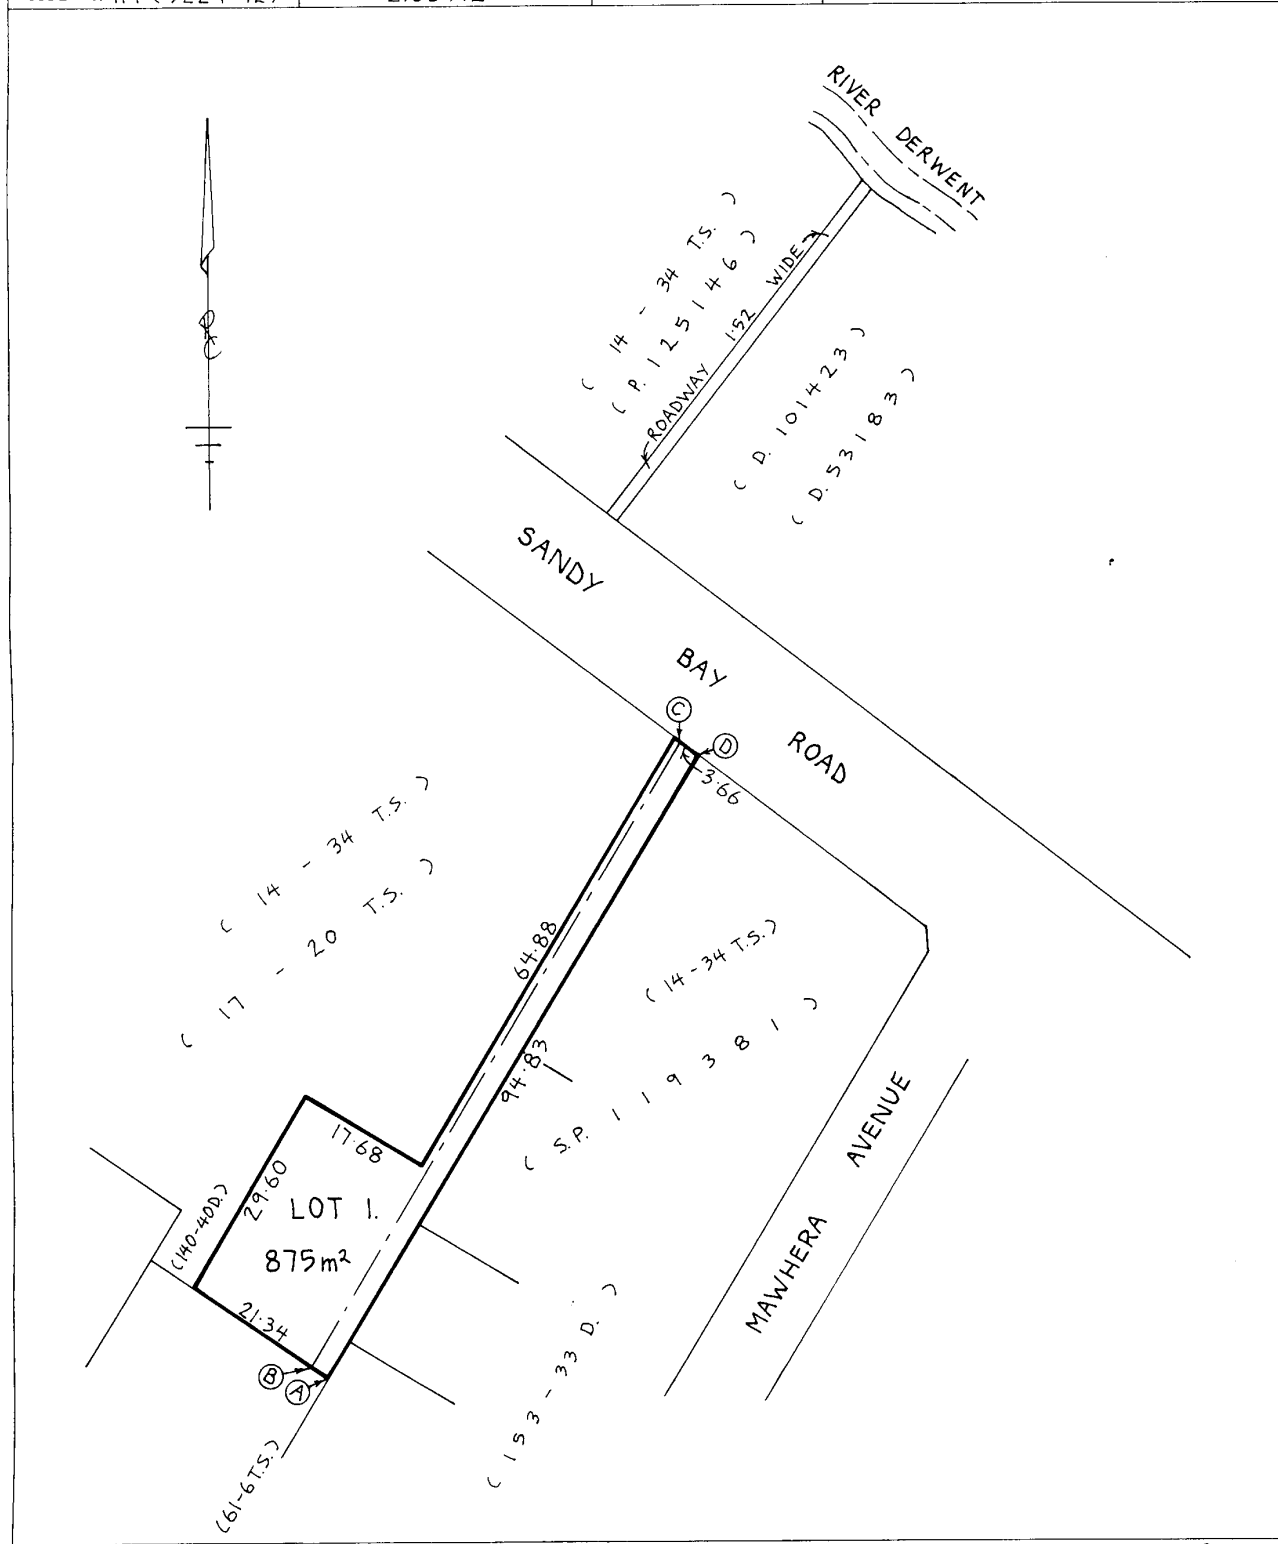 RIVER DERWENT
( 14 - 34 T.S. )
( P. 125146 )
ROADWAY 1.52 WIDE
( D. 101423 )
( D. 53183 )
SANDY BAY ROAD
C
D
3.66
( 14 - 34 T.S. )
( 17 - 20 T.S. )
64.88
94.83
( 14-34 T.S. )
( S.P. 119381 )
17.68
29.60
LOT 1.
875m²
(140-40D.)
21.34
B
A
MAWHERA AVENUE
( 153 - 33 D. )
(61-6T.S.)